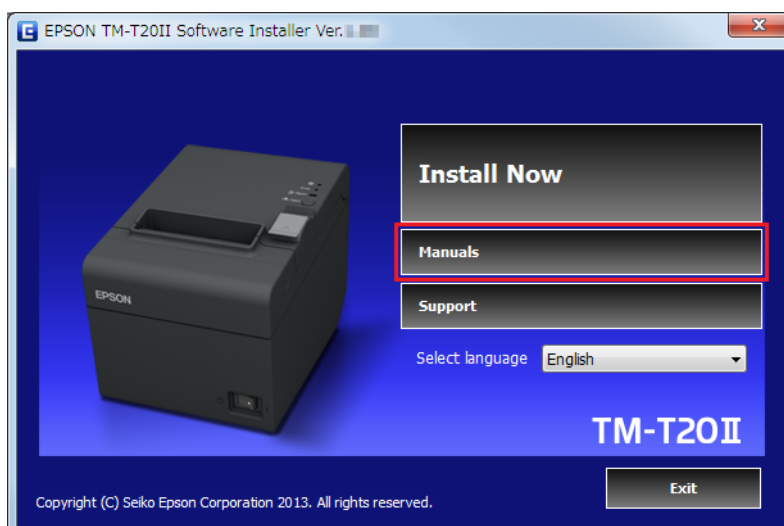 EPSON TM-T20II Software Installer Ver.
Install Now
Manuals
EPSON
Support
Select language English
TM-T20II
Exit
Copyright (C) Seiko Epson Corporation 2013. All rights reserved.